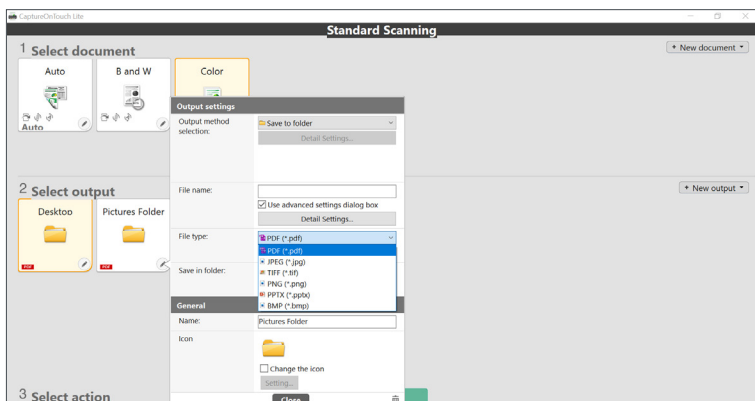 CaptureOnTouch Lite
Standard Scanning
1 Select document
+ New document
Auto
B and W
Color
Auto
Output settings
Output method selection:
Save to folder
Detail Settings...
2 Select output
+ New output
Desktop
Pictures Folder
PDF
PDF
File name:
Use advanced settings dialog box
Detail Settings...
File type:
PDF (*.pdf)
PDF (*.pdf)
JPEG (*.jpg)
TIFF (*.tif)
PNG (*.png)
PPTX (*.pptx)
BMP (*.bmp)
Save in folder:
General
Name:
Pictures Folder
Icon
Change the icon
Setting...
3 Select action
Close